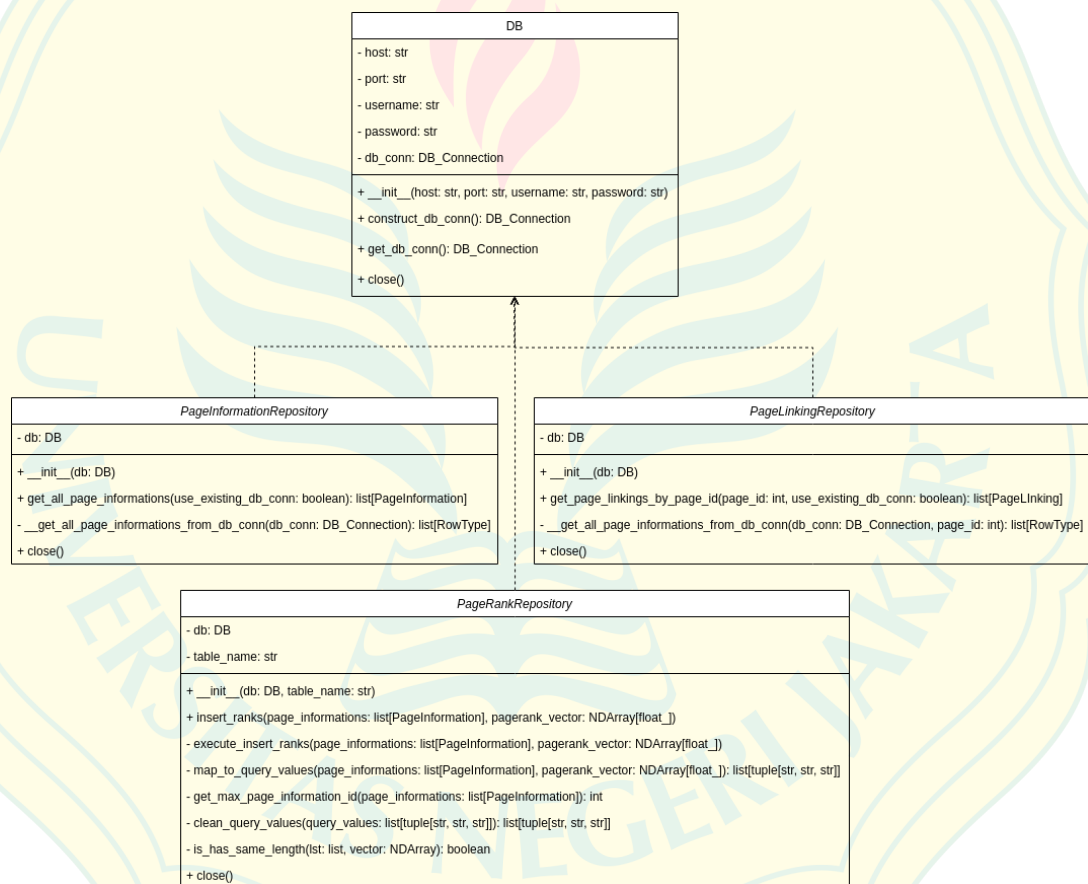 DB
- host: str
- port: str
- username: str
- password: str
- db_conn: DB_Connection
+ __init__(host: str, port: str, username: str, password: str)
+ construct_db_conn(): DB_Connection
+ get_db_conn(): DB_Connection
+ close()
PageInformationRepository
- db: DB
+ __init__(db: DB)
+ get_all_page_informations(use_existing_db_conn: boolean): list[PageInformation]
- __get_all_page_informations_from_db_conn(db_conn: DB_Connection): list[RowType]
+ close()
PageLinkingRepository
- db: DB
+ __init__(db: DB)
+ get_page_linkings_by_page_id(page_id: int, use_existing_db_conn: boolean): list[PageLInking]
- __get_all_page_informations_from_db_conn(db_conn: DB_Connection, page_id: int): list[RowType]
+ close()
PageRankRepository
- db: DB
- table_name: str
+ __init__(db: DB, table_name: str)
+ insert_ranks(page_informations: list[PageInformation], pagerank_vector: NDArray[float_])
- execute_insert_ranks(page_informations: list[PageInformation], pagerank_vector: NDArray[float_])
- map_to_query_values(page_informations: list[PageInformation], pagerank_vector: NDArray[float_]): list[tuple[str, str, str]]
- get_max_page_information_id(page_informations: list[PageInformation]): int
- clean_query_values(query_values: list[tuple[str, str, str]]): list[tuple[str, str, str]]
- is_has_same_length(lst: list, vector: NDArray): boolean
+ close()
UNIVERSITAS NEGERI JAKARTA